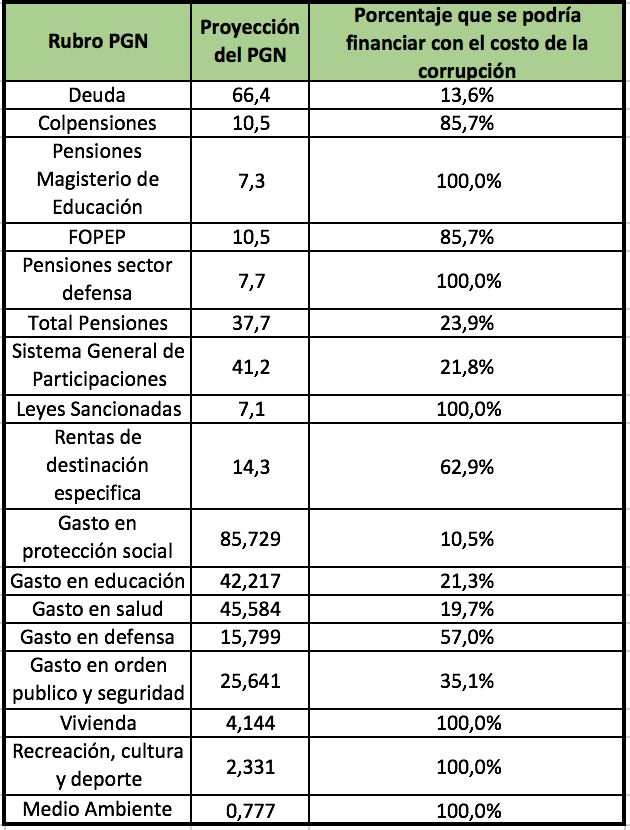 Rubro PGN
Proyección
del PGN
Porcentaje que se podría
financiar con el costo de la
corrupción
Deuda 66,4 13,6%
Colpensiones 10,5 85,7%
Pensiones
Magisterio de
Educación
7,3 100,0%
FOPEP 10,5 85,7%
Pensiones sector
defensa
7,7 100,0%
Total Pensiones 37,7 23,9%
Sistema General de
Participaciones
41,2 21,8%
Leyes Sancionadas 7,1 100,0%
Rentas de
destinación
especifica
14,3 62,9%
Gasto en
protección social
85,729 10,5%
Gasto en educación 42,217 21,3%
Gasto en salud 45,584 19,7%
Gasto en defensa 15,799 57,0%
Gasto en orden
publico y seguridad
25,641 35,1%
Vivienda 4,144 100,0%
Recreación, cultura
y deporte
2,331 100,0%
Medio Ambiente 0,777 100,0%